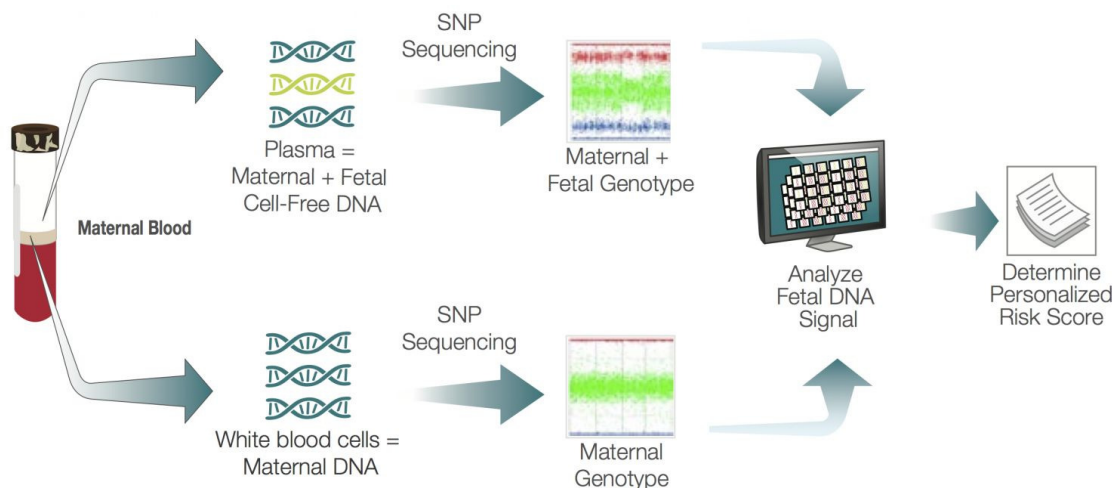 Maternal Blood
SNP
Sequencing
Plasma =
Maternal + Fetal
Cell-Free DNA
Maternal +
Fetal Genotype
SNP
Sequencing
White blood cells =
Maternal DNA
Maternal
Genotype
Analyze
Fetal DNA
Signal
Determine
Personalized
Risk Score